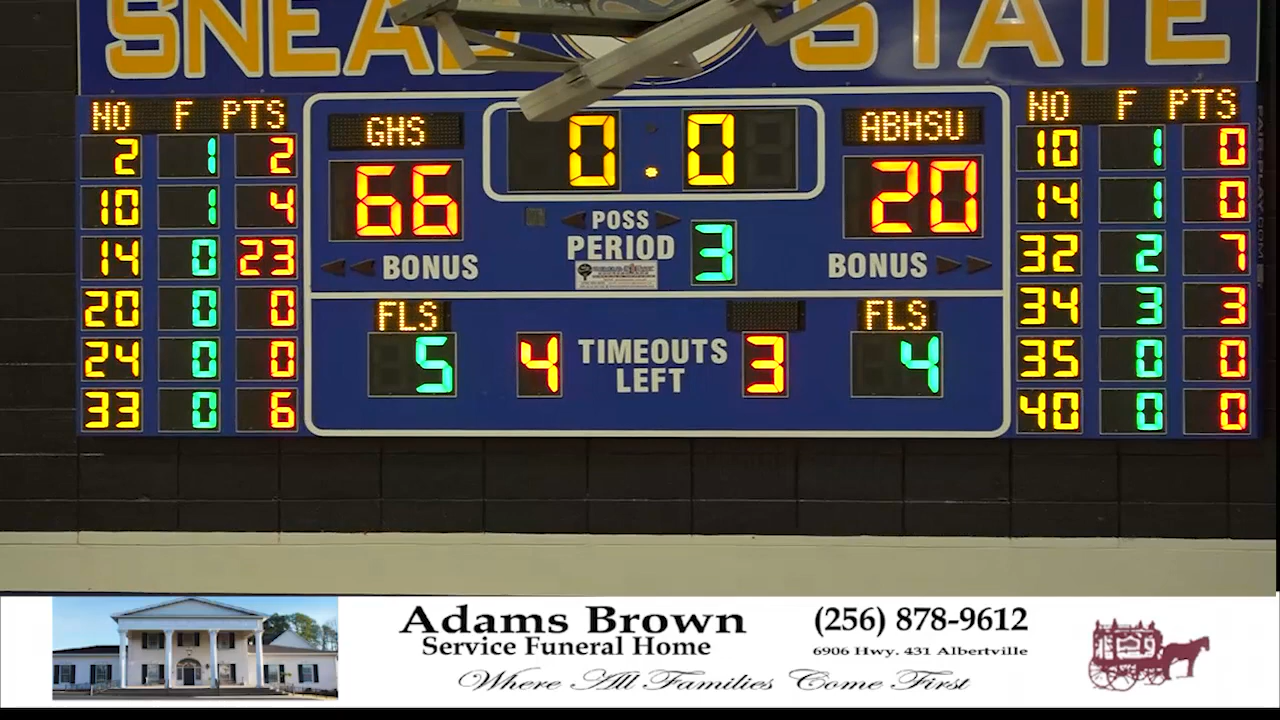 SNEAD STATE
NO F PTS
2 1 2
10 1 4
14 0 23
20 0 0
24 0 0
33 0 6
GHS
66
0.0
ABHSU
20
POSS
PERIOD 3
BONUS
BONUS
FLS
5
4 TIMEOUTS LEFT 3
FLS
4
NO F PTS
10 1 0
14 1 0
32 2 7
34 3 3
35 0 0
40 0 0
Adams Brown
Service Funeral Home
Where All Families Come First
(256) 878-9612
6906 Hwy. 431 Albertville